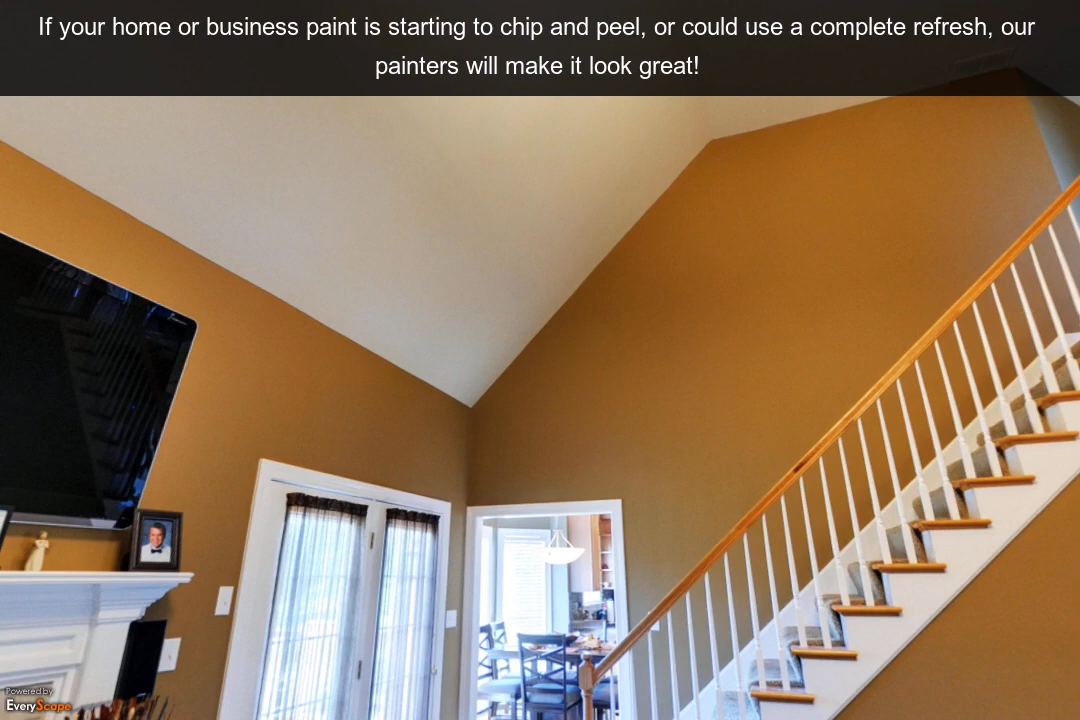 If your home or business paint is starting to chip and peel, or could use a complete refresh, our
painters will make it look great!
Powered by
EveryScape